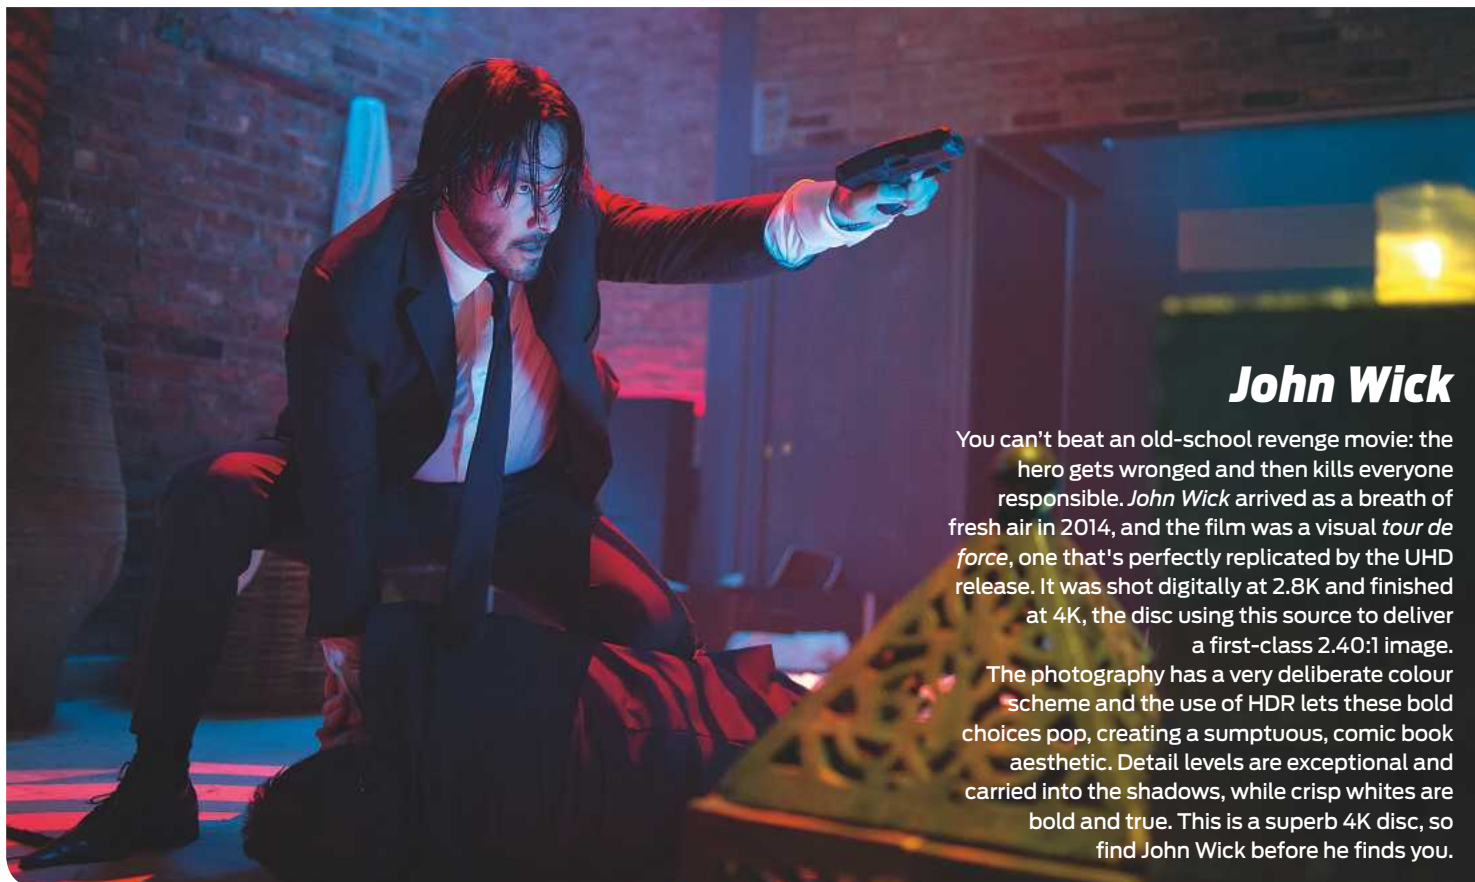 John Wick
You can’t beat an old-school revenge movie: the
hero gets wronged and then kills everyone
responsible. John Wick arrived as a breath of
fresh air in 2014, and the film was a visual tour de
force, one that's perfectly replicated by the UHD
release. It was shot digitally at 2.8K and finished
at 4K, the disc using this source to deliver
a first-class 2.40:1 image.
The photography has a very deliberate colour
scheme and the use of HDR lets these bold
choices pop, creating a sumptuous, comic book
aesthetic. Detail levels are exceptional and
carried into the shadows, while crisp whites are
bold and true. This is a superb 4K disc, so
find John Wick before he finds you.